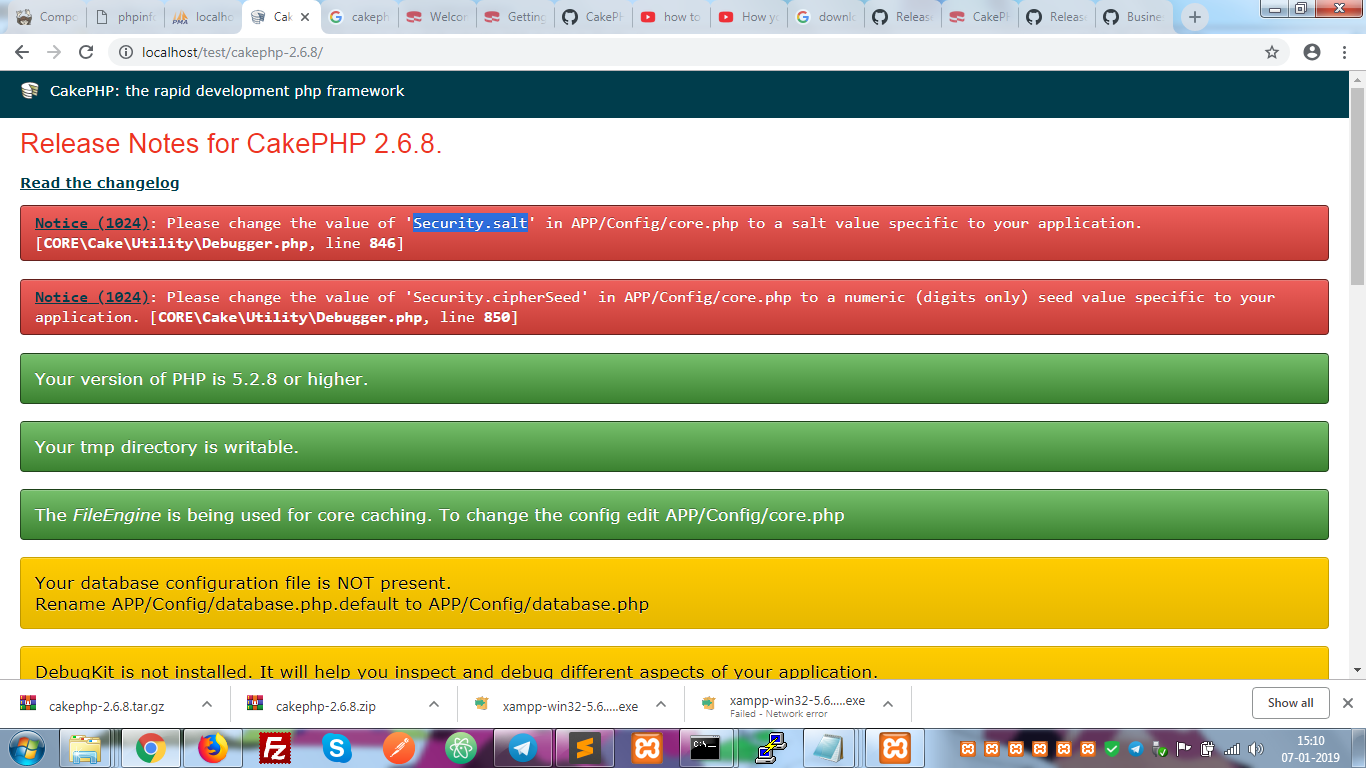 Compo
phpinfo
localho
Cak
cakeph
Welcom
Getting
CakePH
how to
How yo
downlo
Release
CakePH
Release
Busine
localhost/test/cakephp-2.6.8/
CakePHP: the rapid development php framework
Release Notes for CakePHP 2.6.8.
Read the changelog
Notice (1024): Please change the value of 'Security.salt' in APP/Config/core.php to a salt value specific to your application.
[CORE\Cake\Utility\Debugger.php, line 846]
Notice (1024): Please change the value of 'Security.cipherSeed' in APP/Config/core.php to a numeric (digits only) seed value specific to your
application. [CORE\Cake\Utility\Debugger.php, line 850]
Your version of PHP is 5.2.8 or higher.
Your tmp directory is writable.
The FileEngine is being used for core caching. To change the config edit APP/Config/core.php
Your database configuration file is NOT present.
Rename APP/Config/database.php.default to APP/Config/database.php
DebugKit is not installed. It will help you inspect and debug different aspects of your application.
cakephp-2.6.8.tar.gz
cakephp-2.6.8.zip
xampp-win32-5.6.....exe
xampp-win32-5.6.....exe
Failed - Network error
Show all
15:10
07-01-2019